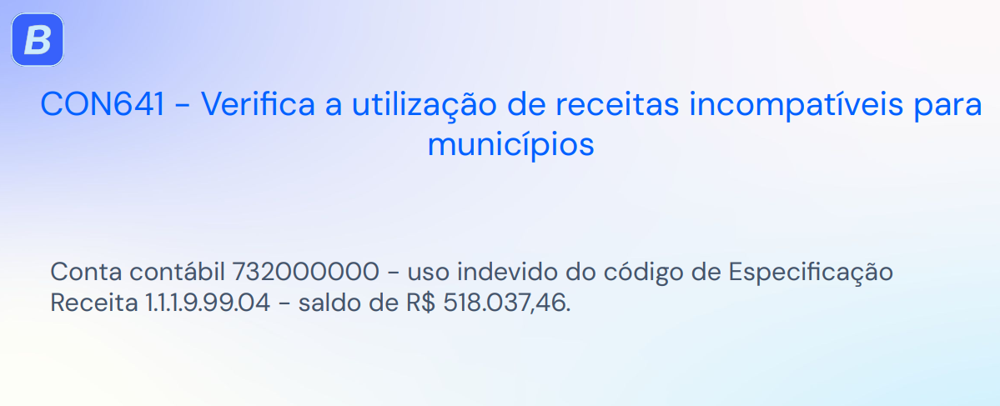 B
CON641 - Verifica a utilização de receitas incompatíveis para
municípios
Conta contábil 732000000 - uso indevido do código de Especificação
Receita 1.1.1.9.99.04 - saldo de R$ 518.037,46.